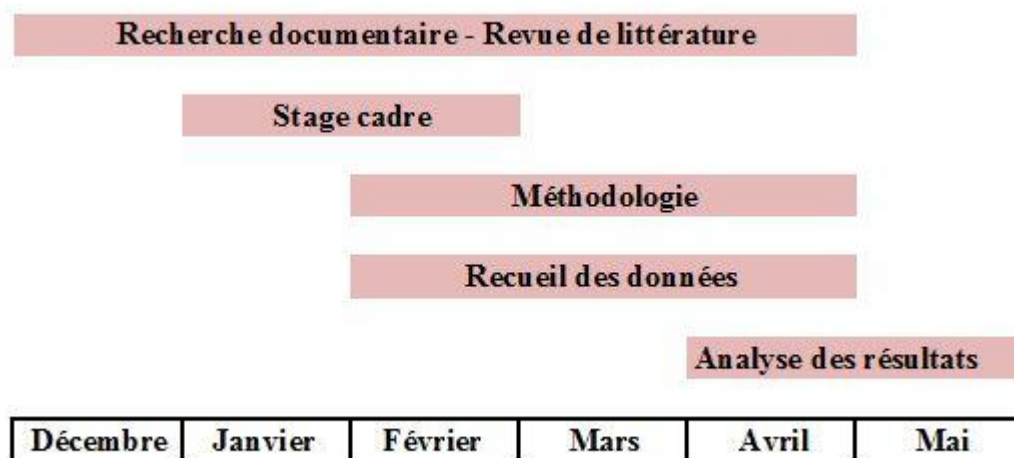 Recherche documentaire - Revue de littérature
Stage cadre
Méthodologie
Recueil des données
Analyse des résultats
Décembre Janvier Février Mars Avril Mai